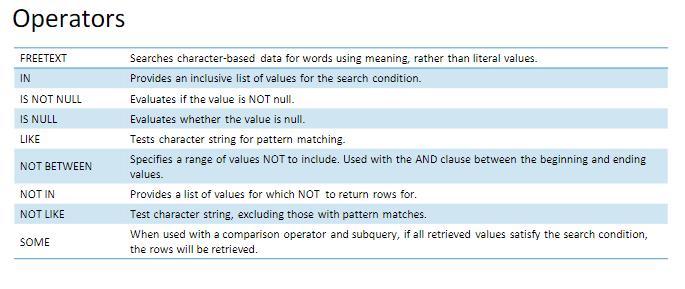 Operators
FREETEXT Searches character-based data for words using meaning, rather than literal values.
IN Provides an inclusive list of values for the search condition.
IS NOT NULL Evaluates if the value is NOT null.
IS NULL Evaluates whether the value is null.
LIKE Tests character string for pattern matching.
NOT BETWEEN Specifies a range of values NOT to include. Used with the AND clause between the beginning and ending
values.
NOT IN Provides a list of values for which NOT to return rows for.
NOT LIKE Test character string, excluding those with pattern matches.
SOME When used with a comparison operator and subquery, if all retrieved values satisfy the search condition,
the rows will be retrieved.